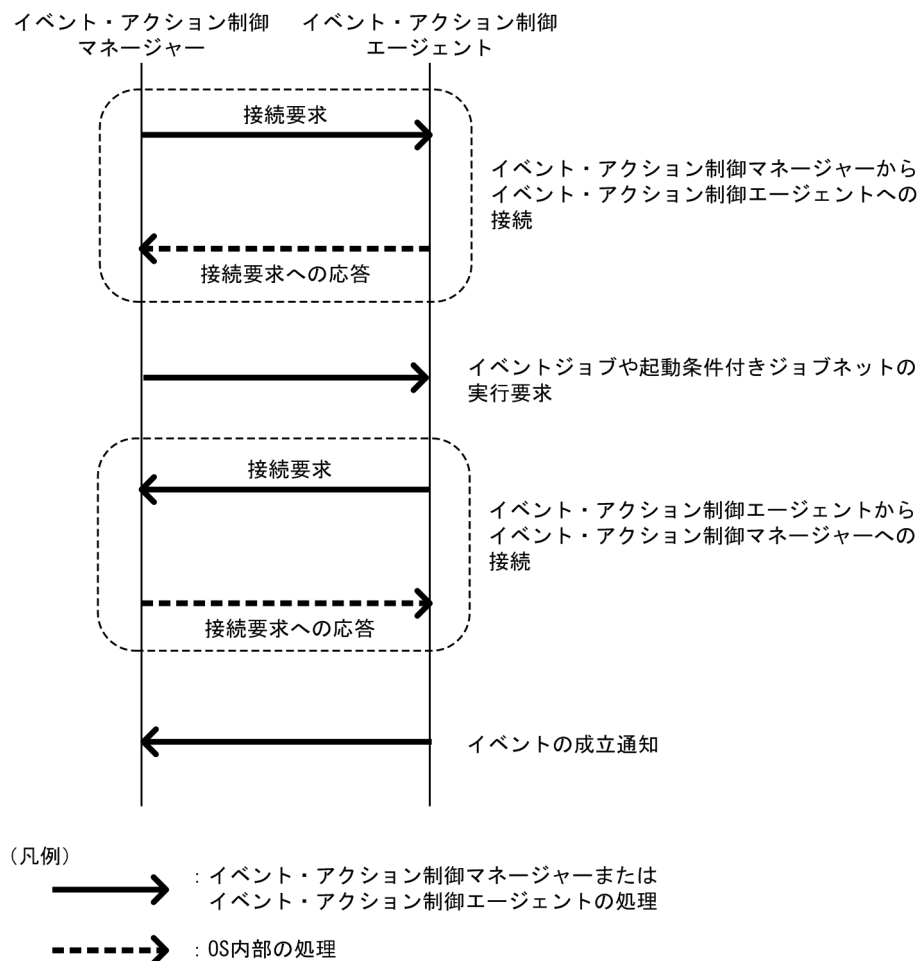 イベント・アクション制御
マネージャー
イベント・アクション制御
エージェント
接続要求
イベント・アクション制御マネージャーから
イベント・アクション制御エージェントへの
接続
接続要求への応答
イベントジョブや起動条件付きジョブネットの
実行要求
接続要求
イベント・アクション制御エージェントから
イベント・アクション制御マネージャーへの
接続
接続要求への応答
イベントの成立通知
(凡例)
:イベント・アクション制御マネージャーまたは
イベント・アクション制御エージェントの処理
:OS内部の処理